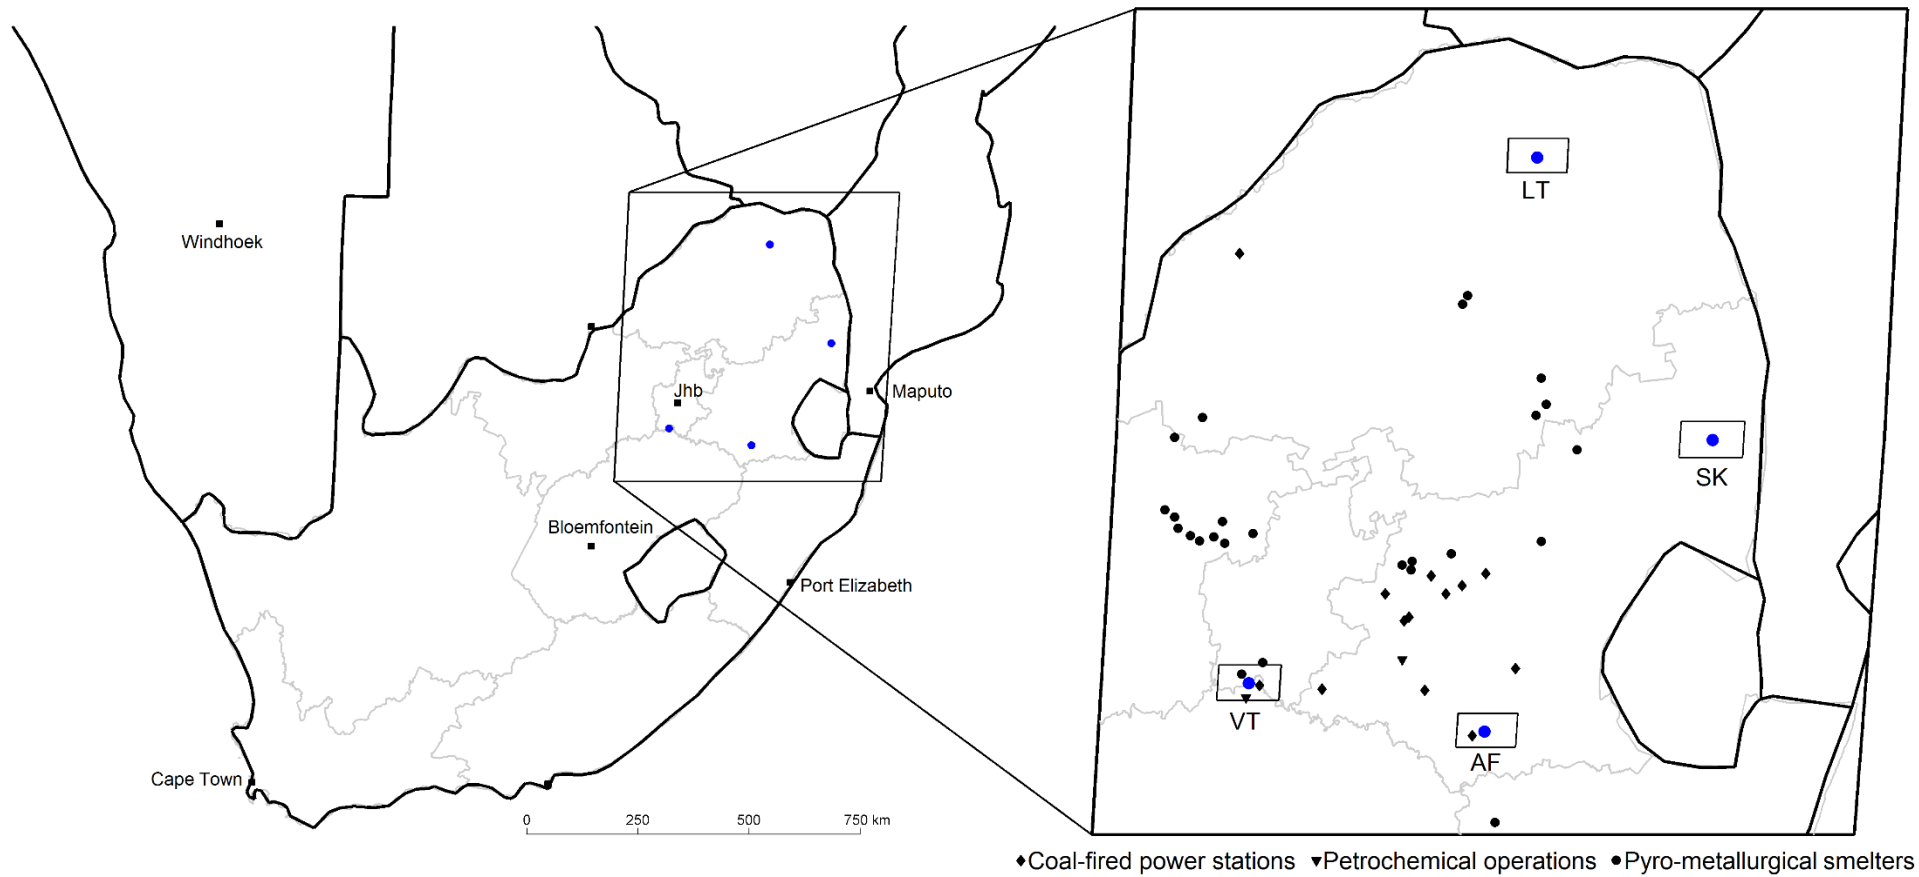 Windhoek
Jhb
Maputo
Bloemfontein
Port Elizabeth
Cape Town
0 250 500 750 km
LT
SK
VT
AF
Coal-fired power stations Petrochemical operations Pyro-metallurgical smelters